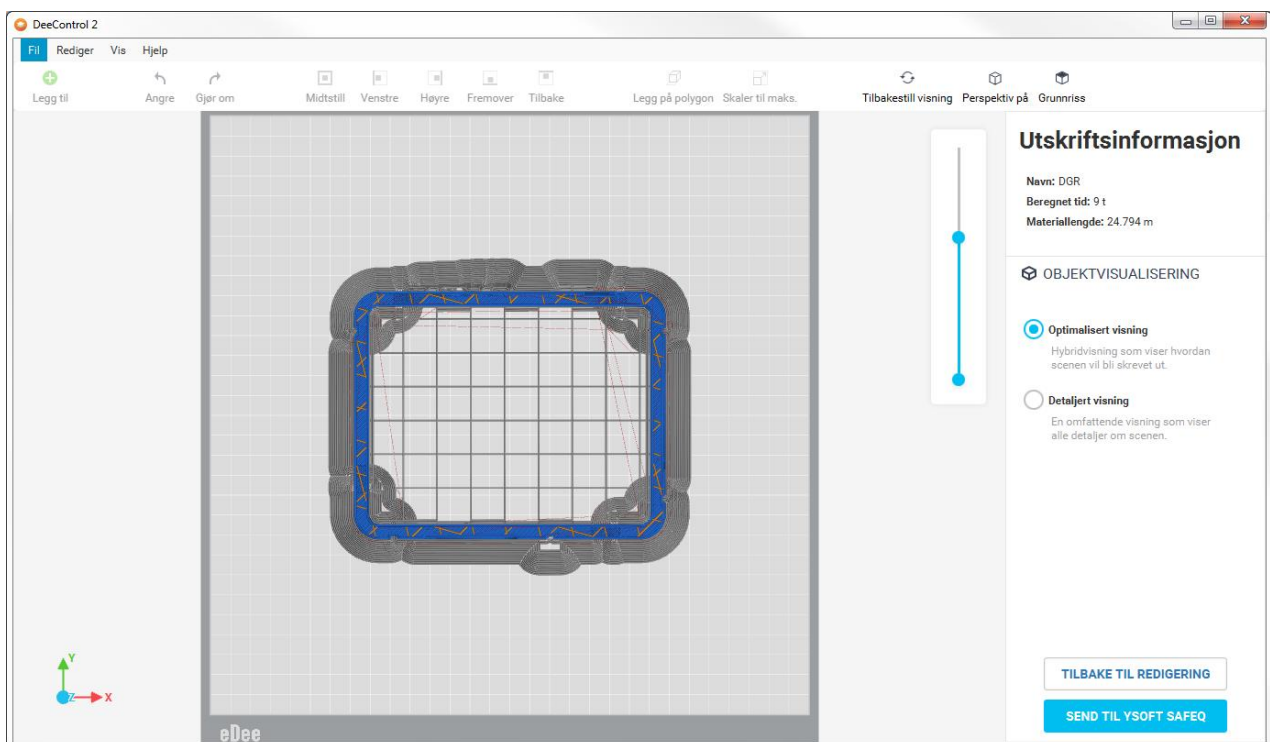 DeeControl 2
Fil Rediger Vis Hjelp
Legg til Angre Gjør om Midtstill Venstre Høyre Fremover Tilbake Legg på polygon Skaler til maks. Tilbakestill visning Perspektiv på Grunnriss
Utskriftsinformasjon
Navn: DGR
Beregnet tid: 9 t
Materiallengde: 24.794 m
OBJEKTVISUALISERING
Optimalisert visning
Hybridvisning som viser hvordan
scenen vil bli skrevet ut.
Detaljert visning
En omfattende visning som viser
alle detaljer om scenen.
Y
Z X
TILBAKE TIL REDIGERING
SEND TIL YSOFT SAFEQ
eDee